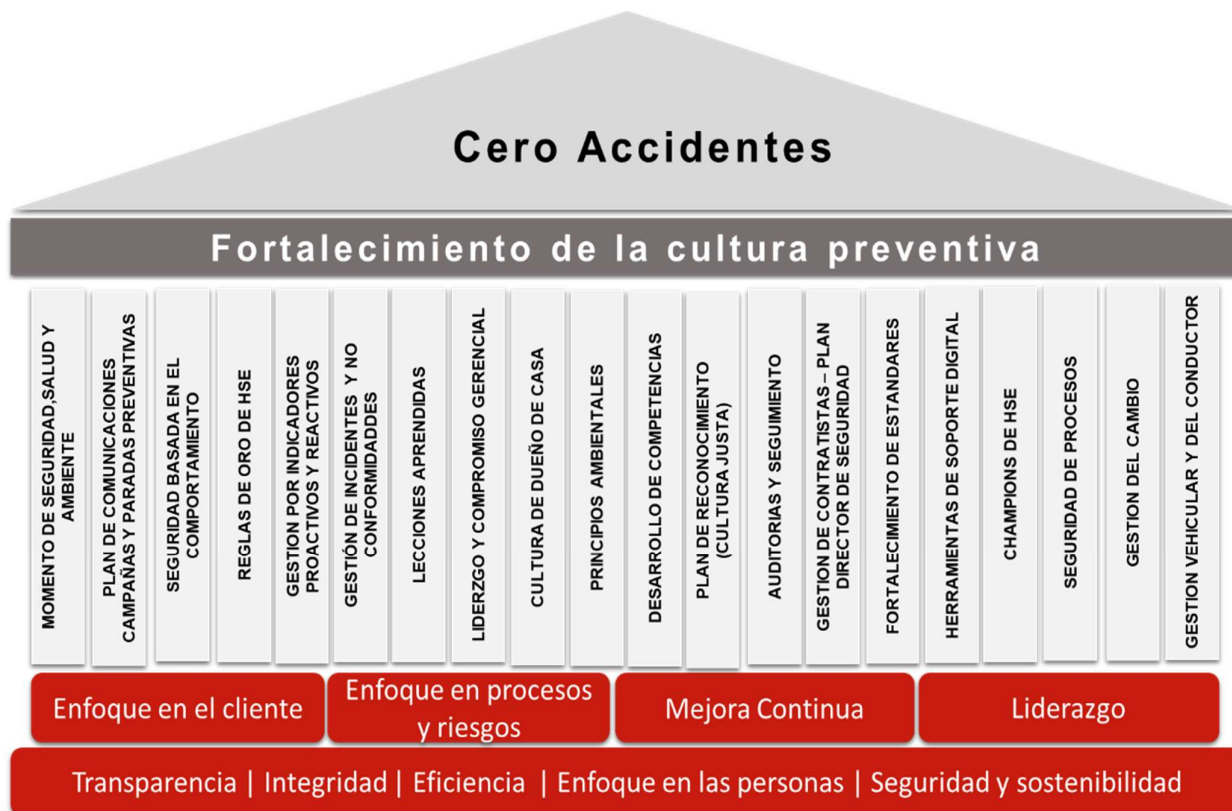 Cero Accidentes
Fortalecimiento de la cultura preventiva
MOMENTO DE SEGURIDAD,SALUD Y
AMBIENTE
PLAN DE COMUNICACIONES
CAMPAÑAS Y PARADAS PREVENTIVAS
SEGURIDAD BASADA EN EL
COMPORTAMIENTO
REGLAS DE ORO DE HSE
GESTION POR INDICADORES
PROACTIVOS Y REACTIVOS
GESTIÓN DE INCIDENTES Y NO
CONFORMIDADDES
LECCIONES APRENDIDAS
LIDERZGO Y COMPROMISO GERENCIAL
CULTURA DE DUEÑO DE CASA
PRINCIPIOS AMBIENTALES
DESARROLLO DE COMPETENCIAS
PLAN DE RECONOCIMIENTO
(CULTURA JUSTA)
AUDITORIAS Y SEGUIMIENTO
GESTION DE CONTRATISTAS – PLAN
DIRECTOR DE SEGURIDAD
FORTALECIMIENTO DE ESTANDARES
HERRAMIENTAS DE SOPORTE DIGITAL
CHAMPIONS DE HSE
SEGURIDAD DE PROCESOS
GESTION DEL CAMBIO
GESTION VEHICULAR Y DEL CONDUCTOR
Enfoque en el cliente
Enfoque en procesos
y riesgos
Mejora Continua
Liderazgo
Transparencia | Integridad | Eficiencia | Enfoque en las personas | Seguridad y sostenibilidad